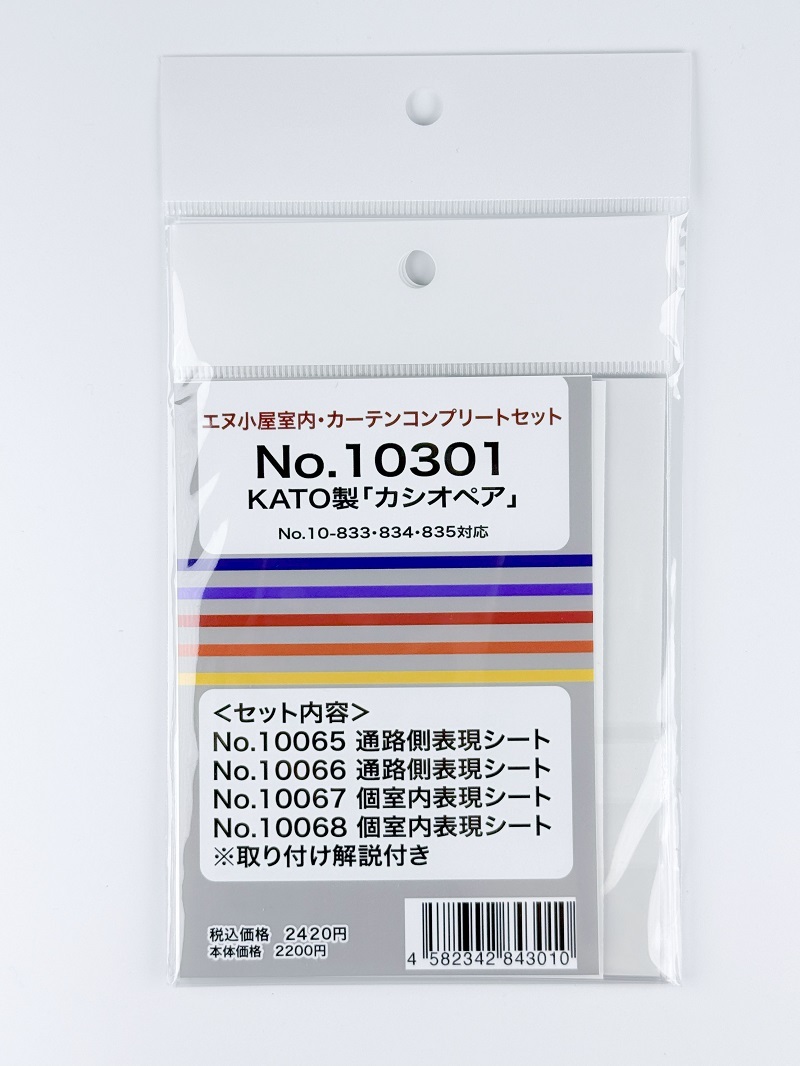 エヌ小屋室内・カーテンコンプリートセット
No.10301
KATO製「カシオペア」
No.10-833・834・835対応
＜セット内容＞
No.10065 通路側表現シート
No.10066 通路側表現シート
No.10067 個室内表現シート
No.10068 個室内表現シート
※取り付け解説付き
税込価格 2420円
本体価格 2200円
4 582342 843010